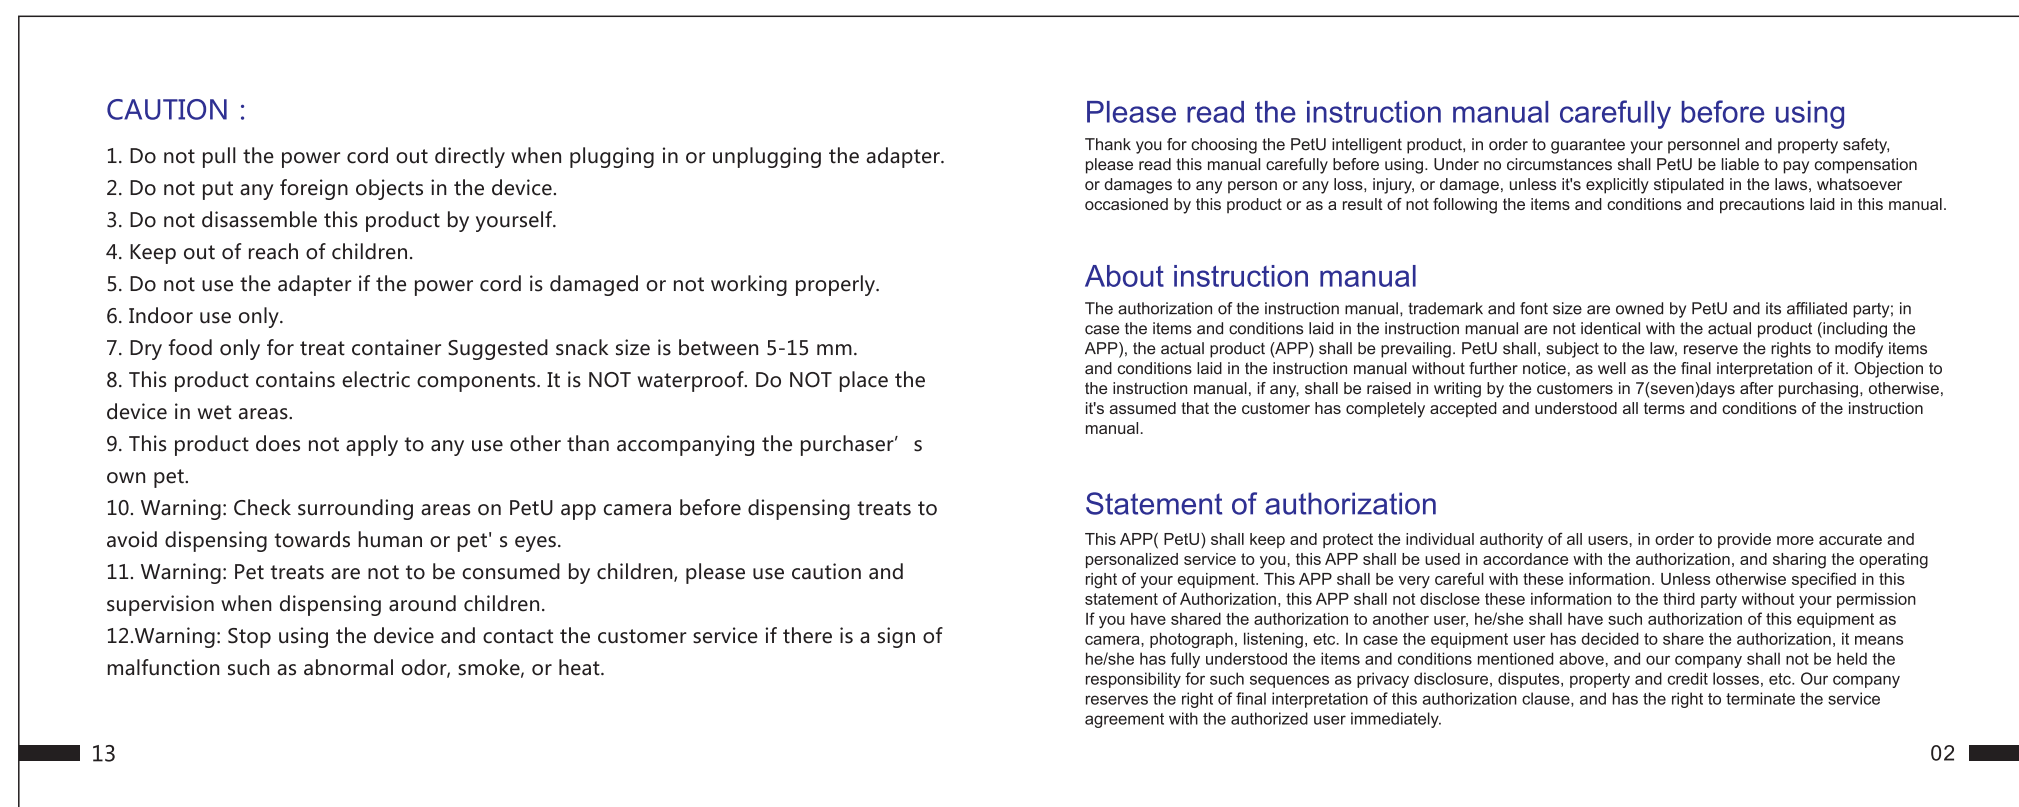 CAUTION :
1. Do not pull the power cord out directly when plugging in or unplugging the adapter.
2. Do not put any foreign objects in the device.
3. Do not disassemble this product by yourself.
4. Keep out of reach of children.
5. Do not use the adapter if the power cord is damaged or not working properly.
6. Indoor use only.
7. Dry food only for treat container Suggested snack size is between 5-15 mm.
8. This product contains electric components. It is NOT waterproof. Do NOT place the
device in wet areas.
9. This product does not apply to any use other than accompanying the purchaser’ s
own pet.
10. Warning: Check surrounding areas on PetU app camera before dispensing treats to
avoid dispensing towards human or pet' s eyes.
11. Warning: Pet treats are not to be consumed by children, please use caution and
supervision when dispensing around children.
12.Warning: Stop using the device and contact the customer service if there is a sign of
malfunction such as abnormal odor, smoke, or heat.
13
Please read the instruction manual carefully before using
Thank you for choosing the PetU intelligent product, in order to guarantee your personnel and property safety,
please read this manual carefully before using. Under no circumstances shall PetU be liable to pay compensation
or damages to any person or any loss, injury, or damage, unless it's explicitly stipulated in the laws, whatsoever
occasioned by this product or as a result of not following the items and conditions and precautions laid in this manual.
About instruction manual
The authorization of the instruction manual, trademark and font size are owned by PetU and its affiliated party; in
case the items and conditions laid in the instruction manual are not identical with the actual product (including the
APP), the actual product (APP) shall be prevailing. PetU shall, subject to the law, reserve the rights to modify items
and conditions laid in the instruction manual without further notice, as well as the final interpretation of it. Objection to
the instruction manual, if any, shall be raised in writing by the customers in 7(seven)days after purchasing, otherwise,
it's assumed that the customer has completely accepted and understood all terms and conditions of the instruction
manual.
Statement of authorization
This APP( PetU) shall keep and protect the individual authority of all users, in order to provide more accurate and
personalized service to you, this APP shall be used in accordance with the authorization, and sharing the operating
right of your equipment. This APP shall be very careful with these information. Unless otherwise specified in this
statement of Authorization, this APP shall not disclose these information to the third party without your permission
If you have shared the authorization to another user, he/she shall have such authorization of this equipment as
camera, photograph, listening, etc. In case the equipment user has decided to share the authorization, it means
he/she has fully understood the items and conditions mentioned above, and our company shall not be held the
responsibility for such sequences as privacy disclosure, disputes, property and credit losses, etc. Our company
reserves the right of final interpretation of this authorization clause, and has the right to terminate the service
agreement with the authorized user immediately.
02